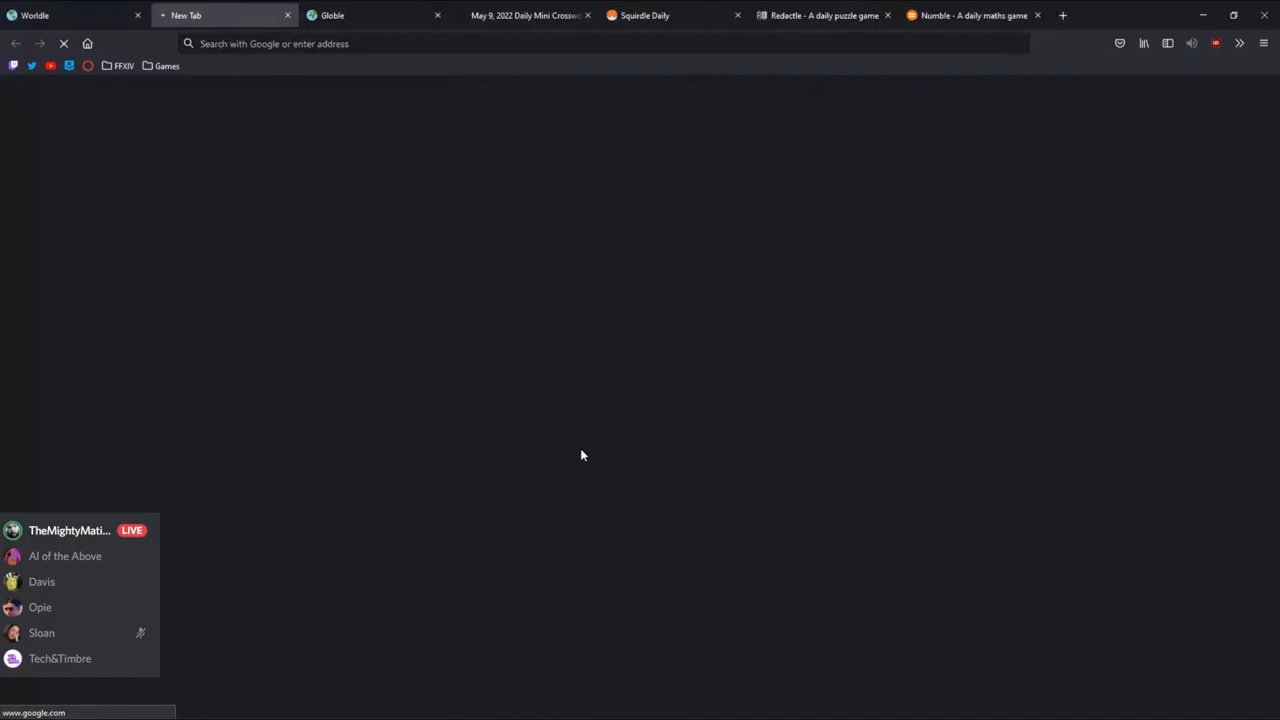 Worldle
New Tab
Globle
May 9, 2022 Daily Mini Crossw
Squirdle Daily
Redactle - A daily puzzle game
Numble - A daily maths game
Search with Google or enter address
FFXIV
Games
TheMightyMati... LIVE
Al of the Above
Davis
Opie
Sloan
Tech&Timbre
www.google.com